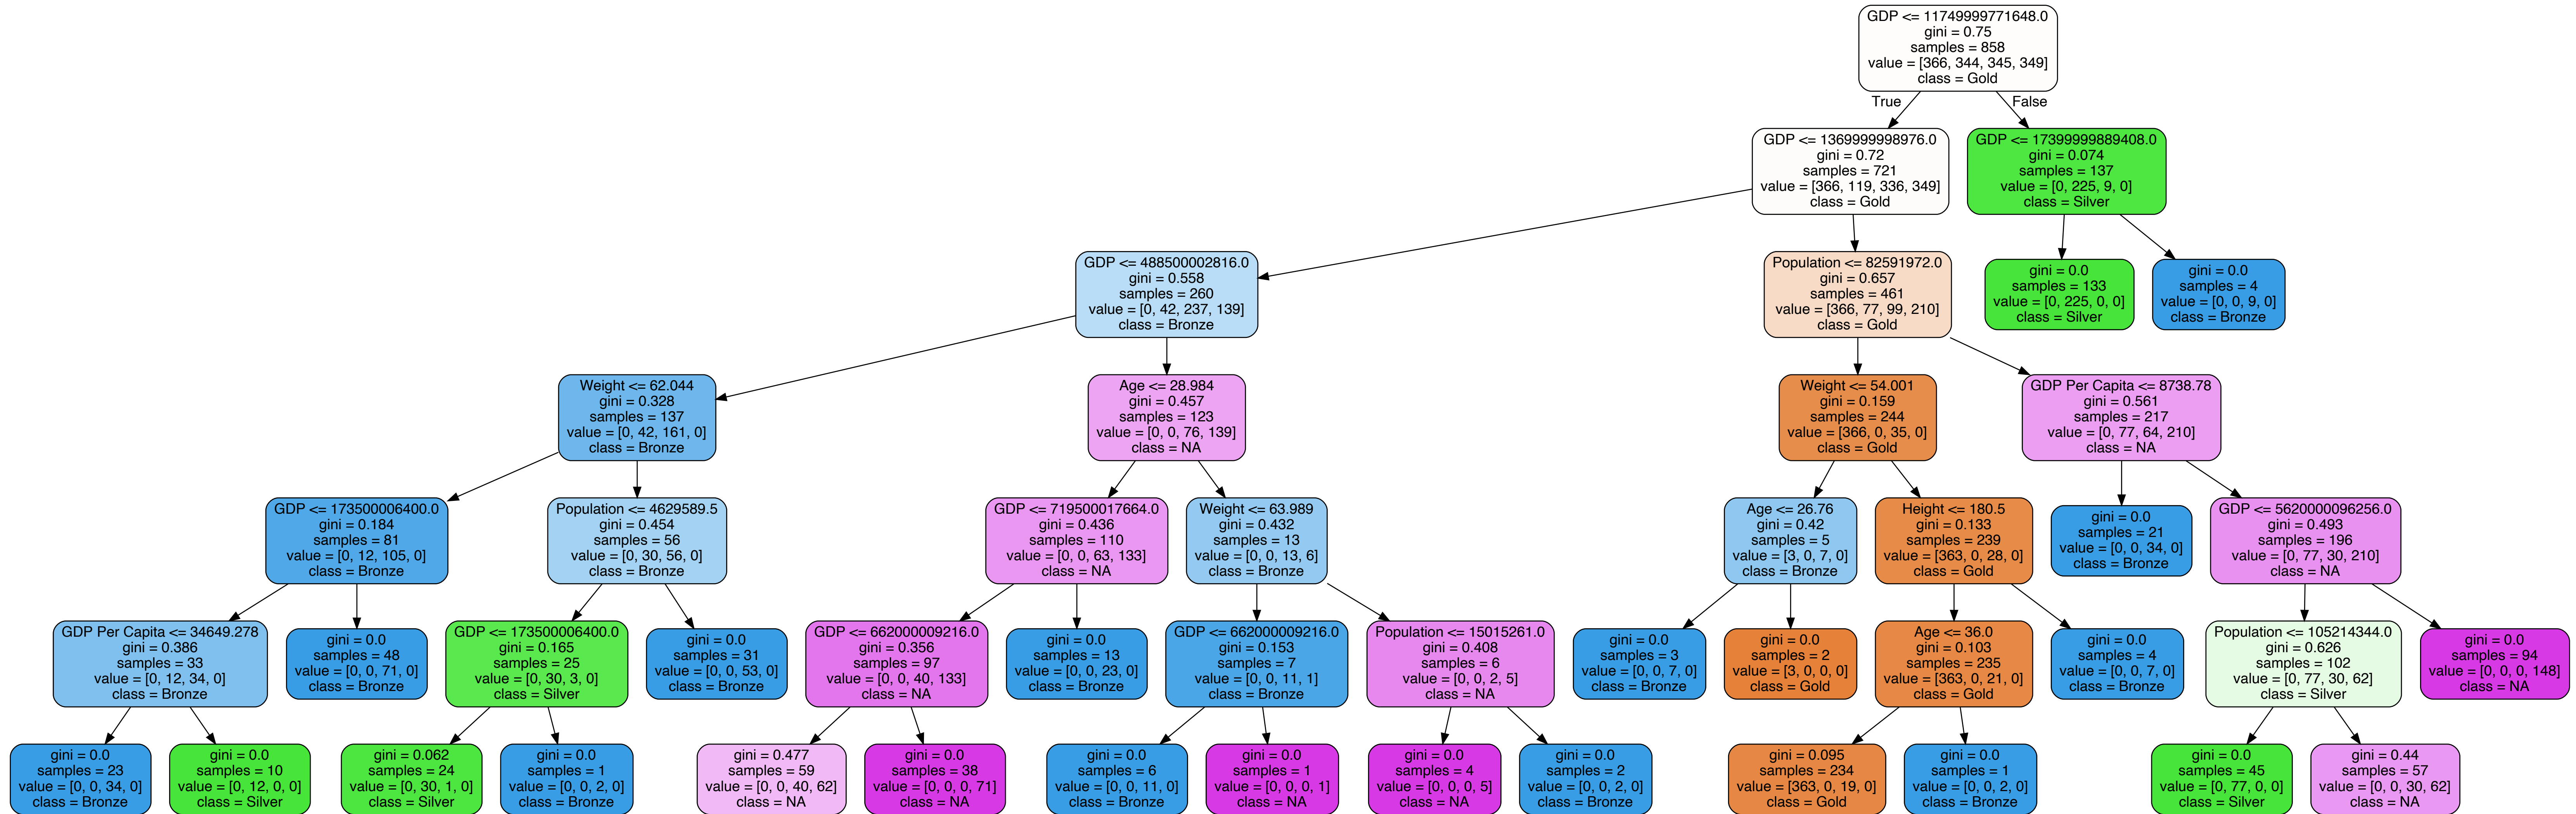 GDP <= 11749999771648.0
gini = 0.75
samples = 858
value = [366, 344, 345, 349]
class = Gold
True
False
GDP <= 1369999998976.0
gini = 0.72
samples = 721
value = [366, 119, 336, 349]
class = Gold
GDP <= 17399999889408.0
gini = 0.074
samples = 137
value = [0, 225, 9, 0]
class = Silver
GDP <= 488500002816.0
gini = 0.558
samples = 260
value = [0, 42, 237, 139]
class = Bronze
Population <= 82591972.0
gini = 0.657
samples = 461
value = [366, 77, 99, 210]
class = Gold
gini = 0.0
samples = 133
value = [0, 225, 0, 0]
class = Silver
gini = 0.0
samples = 4
value = [0, 0, 9, 0]
class = Bronze
Weight <= 62.044
gini = 0.328
samples = 137
value = [0, 42, 161, 0]
class = Bronze
Age <= 28.984
gini = 0.457
samples = 123
value = [0, 0, 76, 139]
class = NA
Weight <= 54.001
gini = 0.159
samples = 244
value = [366, 0, 35, 0]
class = Gold
GDP Per Capita <= 8738.78
gini = 0.561
samples = 217
value = [0, 77, 64, 210]
class = NA
GDP <= 173500006400.0
gini = 0.184
samples = 81
value = [0, 12, 105, 0]
class = Bronze
Population <= 4629589.5
gini = 0.454
samples = 56
value = [0, 30, 56, 0]
class = Bronze
GDP <= 719500017664.0
gini = 0.436
samples = 110
value = [0, 0, 63, 133]
class = NA
Weight <= 63.989
gini = 0.432
samples = 13
value = [0, 0, 13, 6]
class = Bronze
Age <= 26.76
gini = 0.42
samples = 5
value = [3, 0, 7, 0]
class = Bronze
Height <= 180.5
gini = 0.133
samples = 239
value = [363, 0, 28, 0]
class = Gold
gini = 0.0
samples = 21
value = [0, 0, 34, 0]
class = Bronze
GDP <= 5620000096256.0
gini = 0.493
samples = 196
value = [0, 77, 30, 210]
class = NA
GDP Per Capita <= 34649.278
gini = 0.386
samples = 33
value = [0, 12, 34, 0]
class = Bronze
gini = 0.0
samples = 48
value = [0, 0, 71, 0]
class = Bronze
GDP <= 173500006400.0
gini = 0.165
samples = 25
value = [0, 30, 3, 0]
class = Silver
gini = 0.0
samples = 31
value = [0, 0, 53, 0]
class = Bronze
GDP <= 662000009216.0
gini = 0.356
samples = 97
value = [0, 0, 40, 133]
class = NA
gini = 0.0
samples = 13
value = [0, 0, 23, 0]
class = Bronze
GDP <= 662000009216.0
gini = 0.153
samples = 7
value = [0, 0, 11, 1]
class = Bronze
Population <= 15015261.0
gini = 0.408
samples = 6
value = [0, 0, 2, 5]
class = NA
gini = 0.0
samples = 3
value = [0, 0, 7, 0]
class = Bronze
gini = 0.0
samples = 2
value = [3, 0, 0, 0]
class = Gold
Age <= 36.0
gini = 0.103
samples = 235
value = [363, 0, 21, 0]
class = Gold
gini = 0.0
samples = 4
value = [0, 0, 7, 0]
class = Bronze
Population <= 105214344.0
gini = 0.626
samples = 102
value = [0, 77, 30, 62]
class = Silver
gini = 0.0
samples = 94
value = [0, 0, 0, 148]
class = NA
gini = 0.0
samples = 23
value = [0, 0, 34, 0]
class = Bronze
gini = 0.0
samples = 10
value = [0, 12, 0, 0]
class = Silver
gini = 0.062
samples = 24
value = [0, 30, 1, 0]
class = Silver
gini = 0.0
samples = 1
value = [0, 0, 2, 0]
class = Bronze
gini = 0.477
samples = 59
value = [0, 0, 40, 62]
class = NA
gini = 0.0
samples = 38
value = [0, 0, 0, 71]
class = NA
gini = 0.0
samples = 6
value = [0, 0, 11, 0]
class = Bronze
gini = 0.0
samples = 1
value = [0, 0, 0, 1]
class = NA
gini = 0.0
samples = 4
value = [0, 0, 0, 5]
class = NA
gini = 0.0
samples = 2
value = [0, 0, 2, 0]
class = Bronze
gini = 0.095
samples = 234
value = [363, 0, 19, 0]
class = Gold
gini = 0.0
samples = 1
value = [0, 0, 2, 0]
class = Bronze
gini = 0.0
samples = 45
value = [0, 77, 0, 0]
class = Silver
gini = 0.44
samples = 57
value = [0, 0, 30, 62]
class = NA